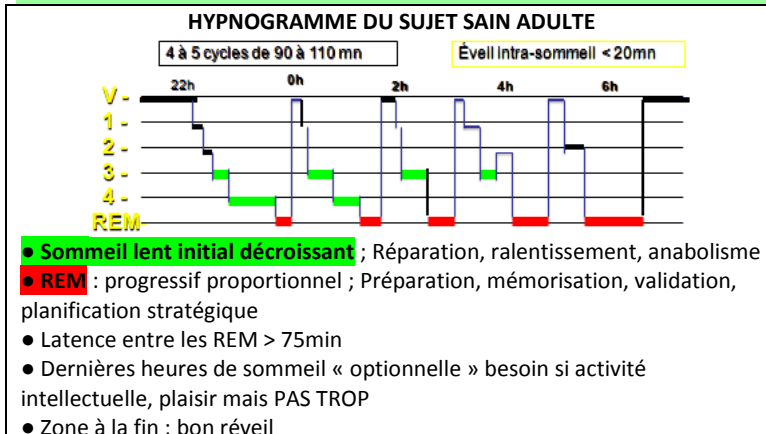 HYPNOGRAMME DU SUJET SAIN ADULTE
4 à 5 cycles de 90 à 110 mn
Éveil intra-sommeil < 20mn
22h 0h 2h 4h 6h
V -
1 -
2 -
3 -
4 -
REM-
● Sommeil lent initial décroissant ; Réparation, ralentissement, anabolisme
● REM : progressif proportionnel ; Préparation, mémorisation, validation,
planification stratégique
● Latence entre les REM > 75min
● Dernières heures de sommeil « optionnelle » besoin si activité
intellectuelle, plaisir mais PAS TROP
● Zone à la fin : bon réveil